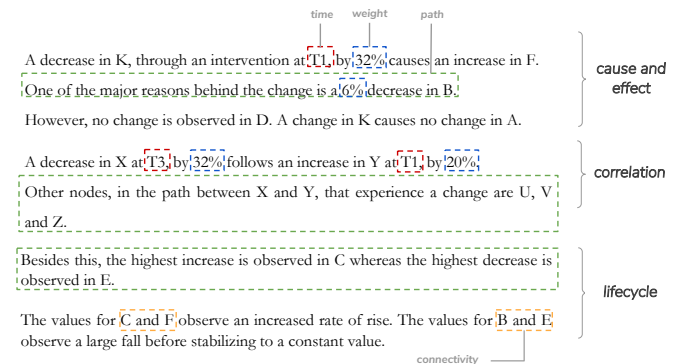 time weight path
A decrease in K, through an intervention at T1, by 32% causes an increase in F.
One of the major reasons behind the change is a 6% decrease in B.
However, no change is observed in D. A change in K causes no change in A.
cause and
effect
A decrease in X at T3, by 32% follows an increase in Y at T1, by 20%.
Other nodes, in the path between X and Y, that experience a change are U, V
and Z.
correlation
Besides this, the highest increase is observed in C whereas the highest decrease is
observed in E.
The values for C and F observe an increased rate of rise. The values for B and E
observe a large fall before stabilizing to a constant value.
lifecycle
connectivity